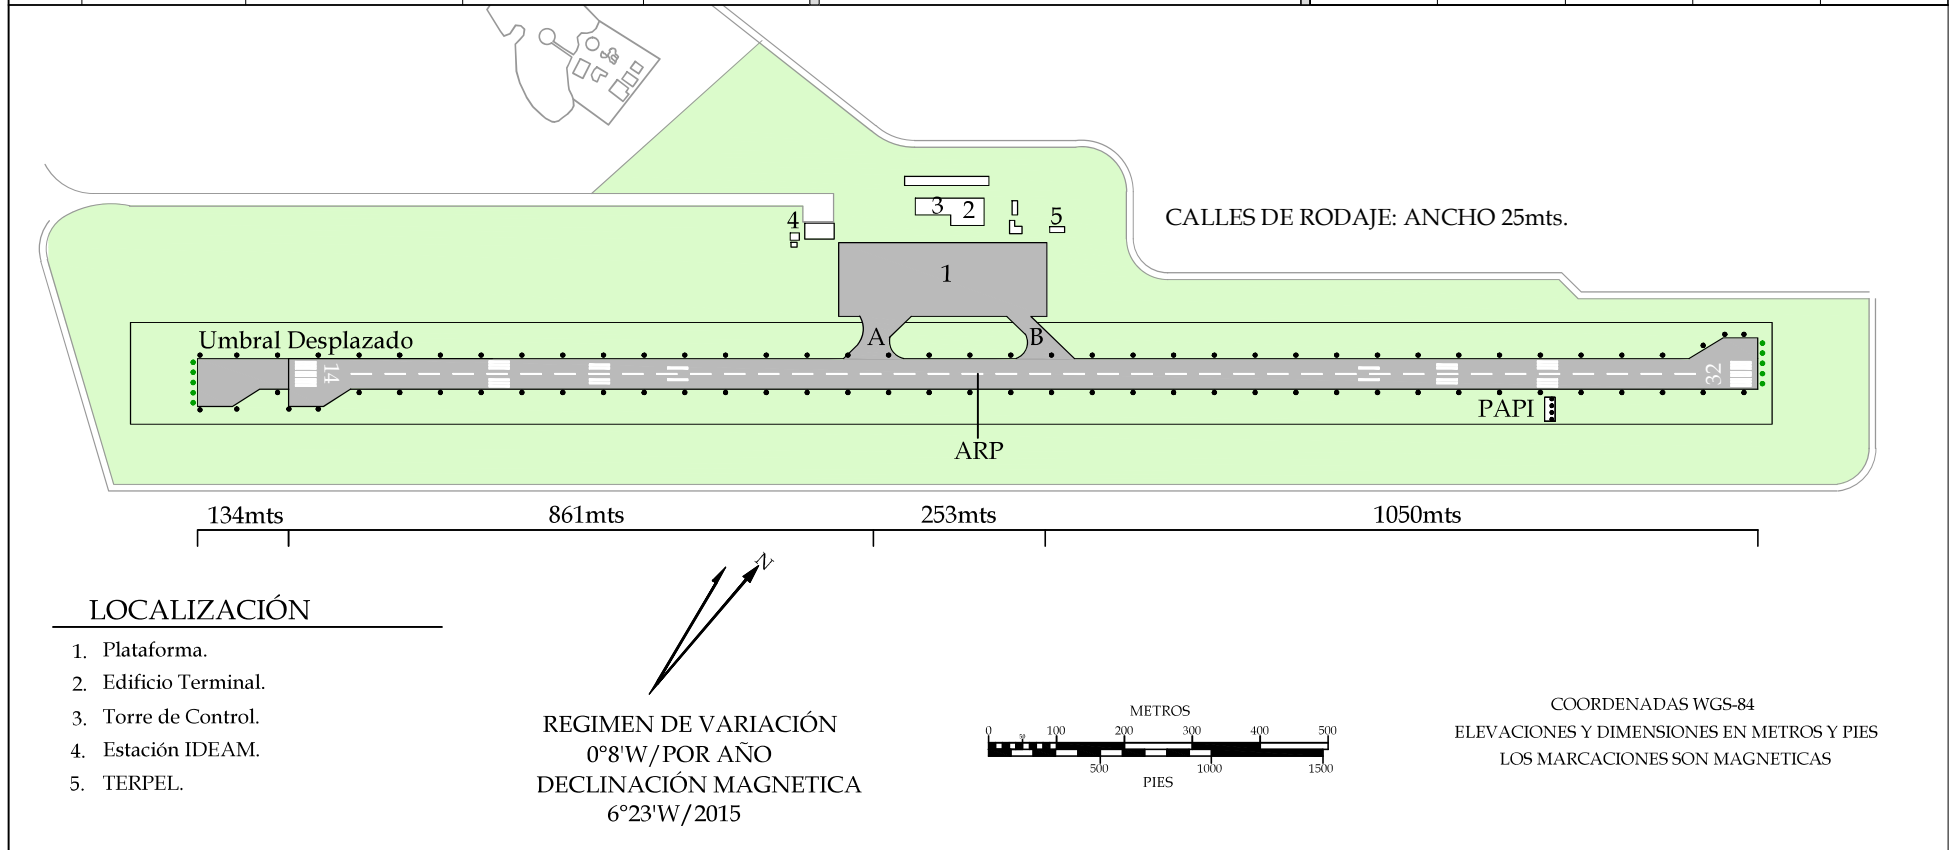 4
3
2
5
CALLES DE RODAJE: ANCHO 25mts.
1
Umbral Desplazado
A
B
14
32
PAPI
ARP
134mts
861mts
253mts
1050mts
N
LOCALIZACIÓN
1. Plataforma.
2. Edificio Terminal.
3. Torre de Control.
4. Estación IDEAM.
5. TERPEL.
REGIMEN DE VARIACIÓN
0°8'W/POR AÑO
DECLINACIÓN MAGNETICA
6°23'W/2015
METROS
0 50 100 200 300 400 500
500 1000 1500
PIES
COORDENADAS WGS-84
ELEVACIONES Y DIMENSIONES EN METROS Y PIES
LOS MARCACIONES SON MAGNETICAS